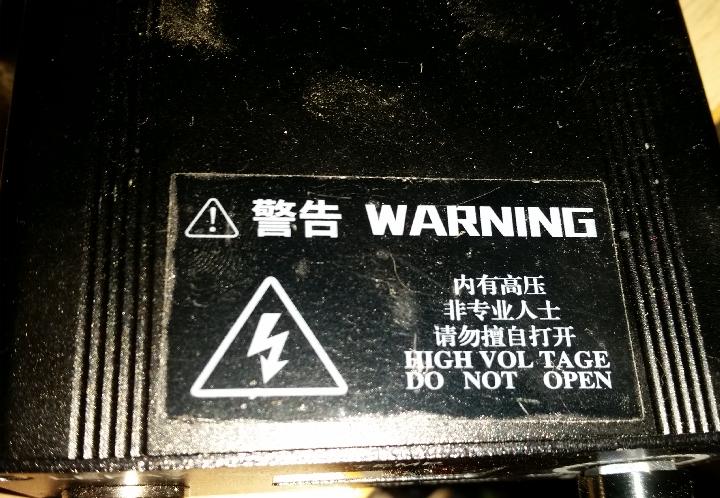 警告 WARNING
内有高压
非专业人士
请勿擅自打开
HIGH VOL TAGE
DO NOT OPEN